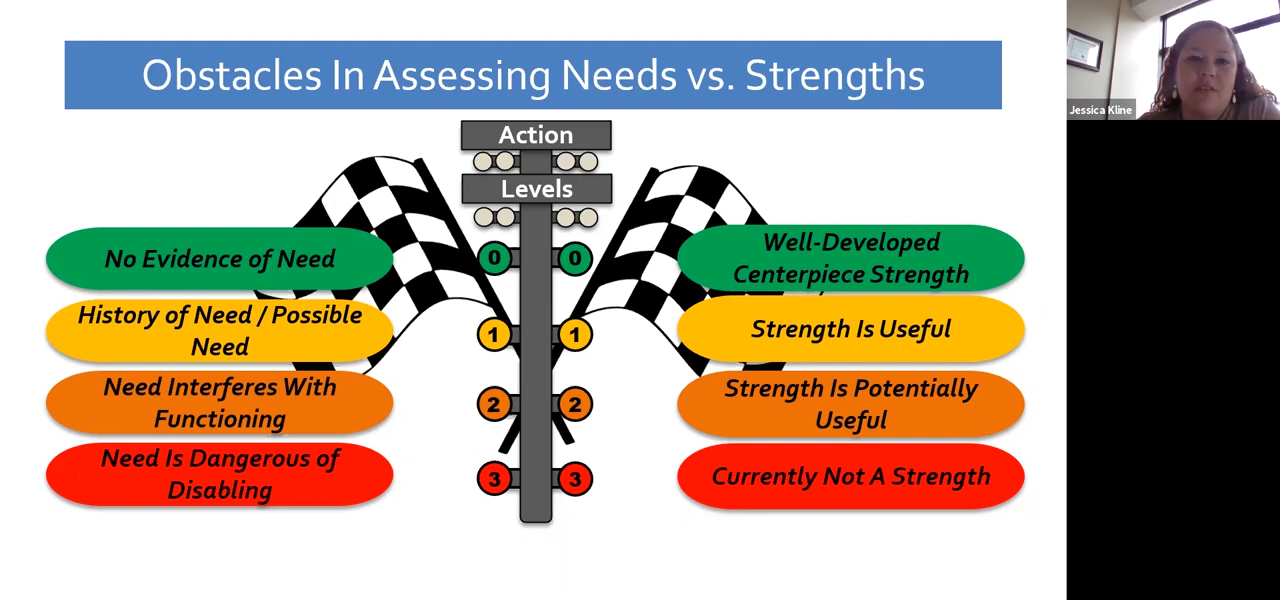 Obstacles In Assessing Needs vs. Strengths
Jessica Kline
Action
Levels
No Evidence of Need
0
0
Well-Developed
Centerpiece Strength
History of Need / Possible
Need
1
1
Strength Is Useful
Need Interferes With
Functioning
2
2
Strength Is Potentially
Useful
Need Is Dangerous of
Disabling
3
3
Currently Not A Strength